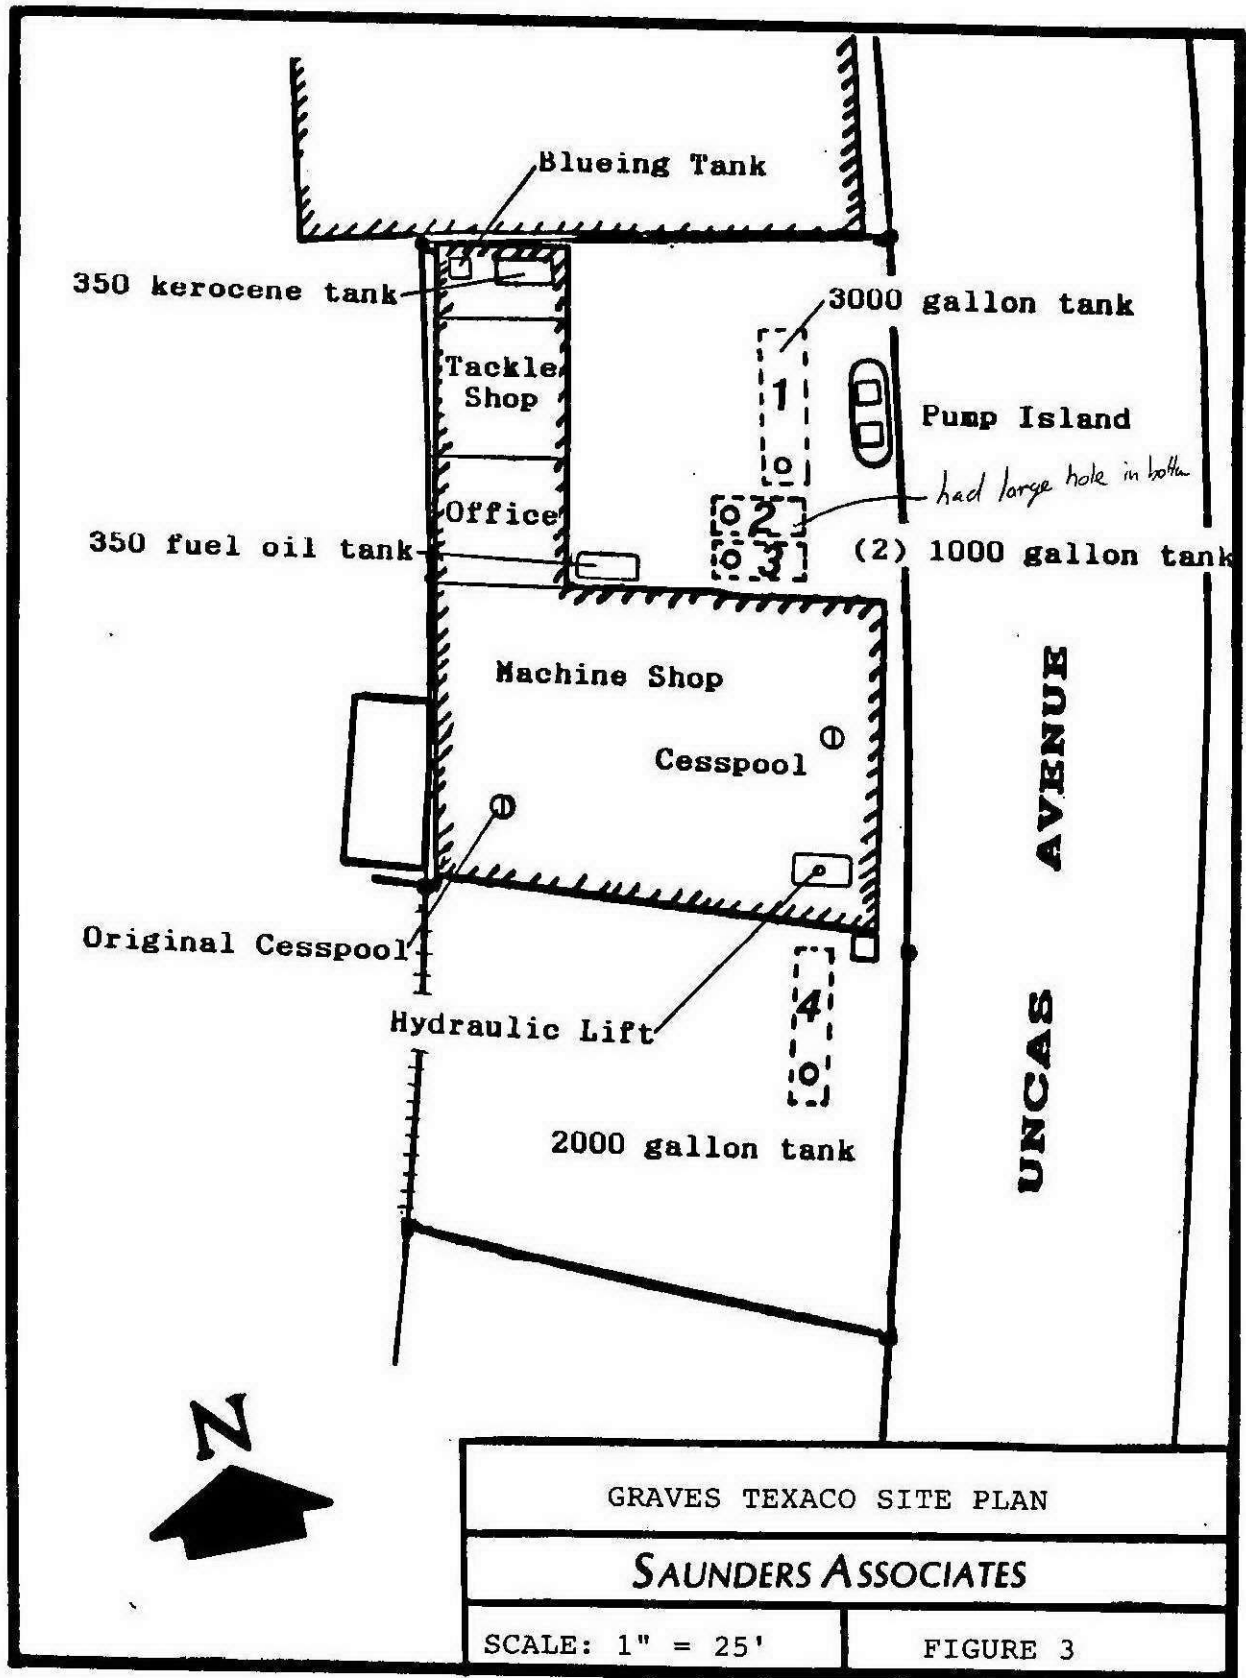 Blueing Tank
350 kerocene tank
3000 gallon tank
Tackle
Shop
1
Pump Island
had large hole in bottom
Office
2
350 fuel oil tank
3
(2) 1000 gallon tank
Machine Shop
Cesspool
Original Cesspool
Hydraulic Lift
4
2000 gallon tank
UNCAS AVENUE
N
GRAVES TEXACO SITE PLAN
SAUNDERS ASSOCIATES
SCALE: 1" = 25'
FIGURE 3